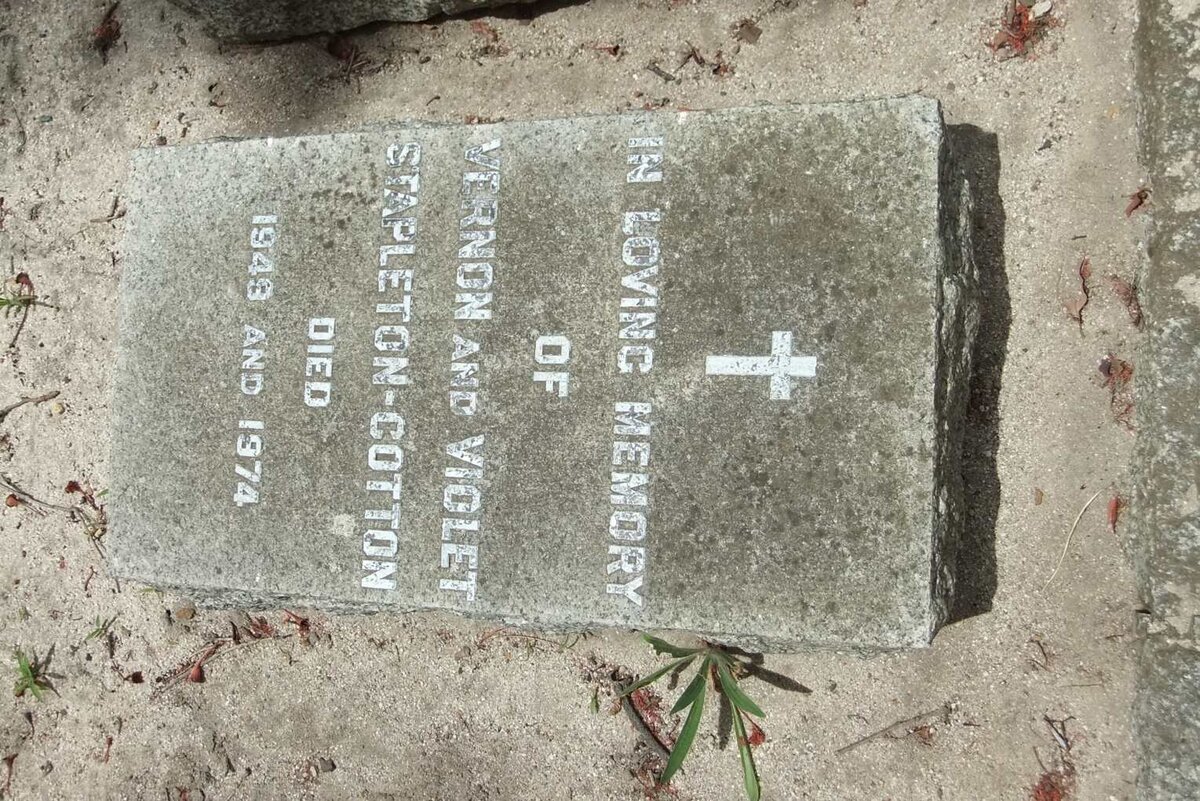 IN LOVING MEMORY
OF
VERNON AND VIOLET
STAPLETON-COTTON
DIED
1948 AND 1974